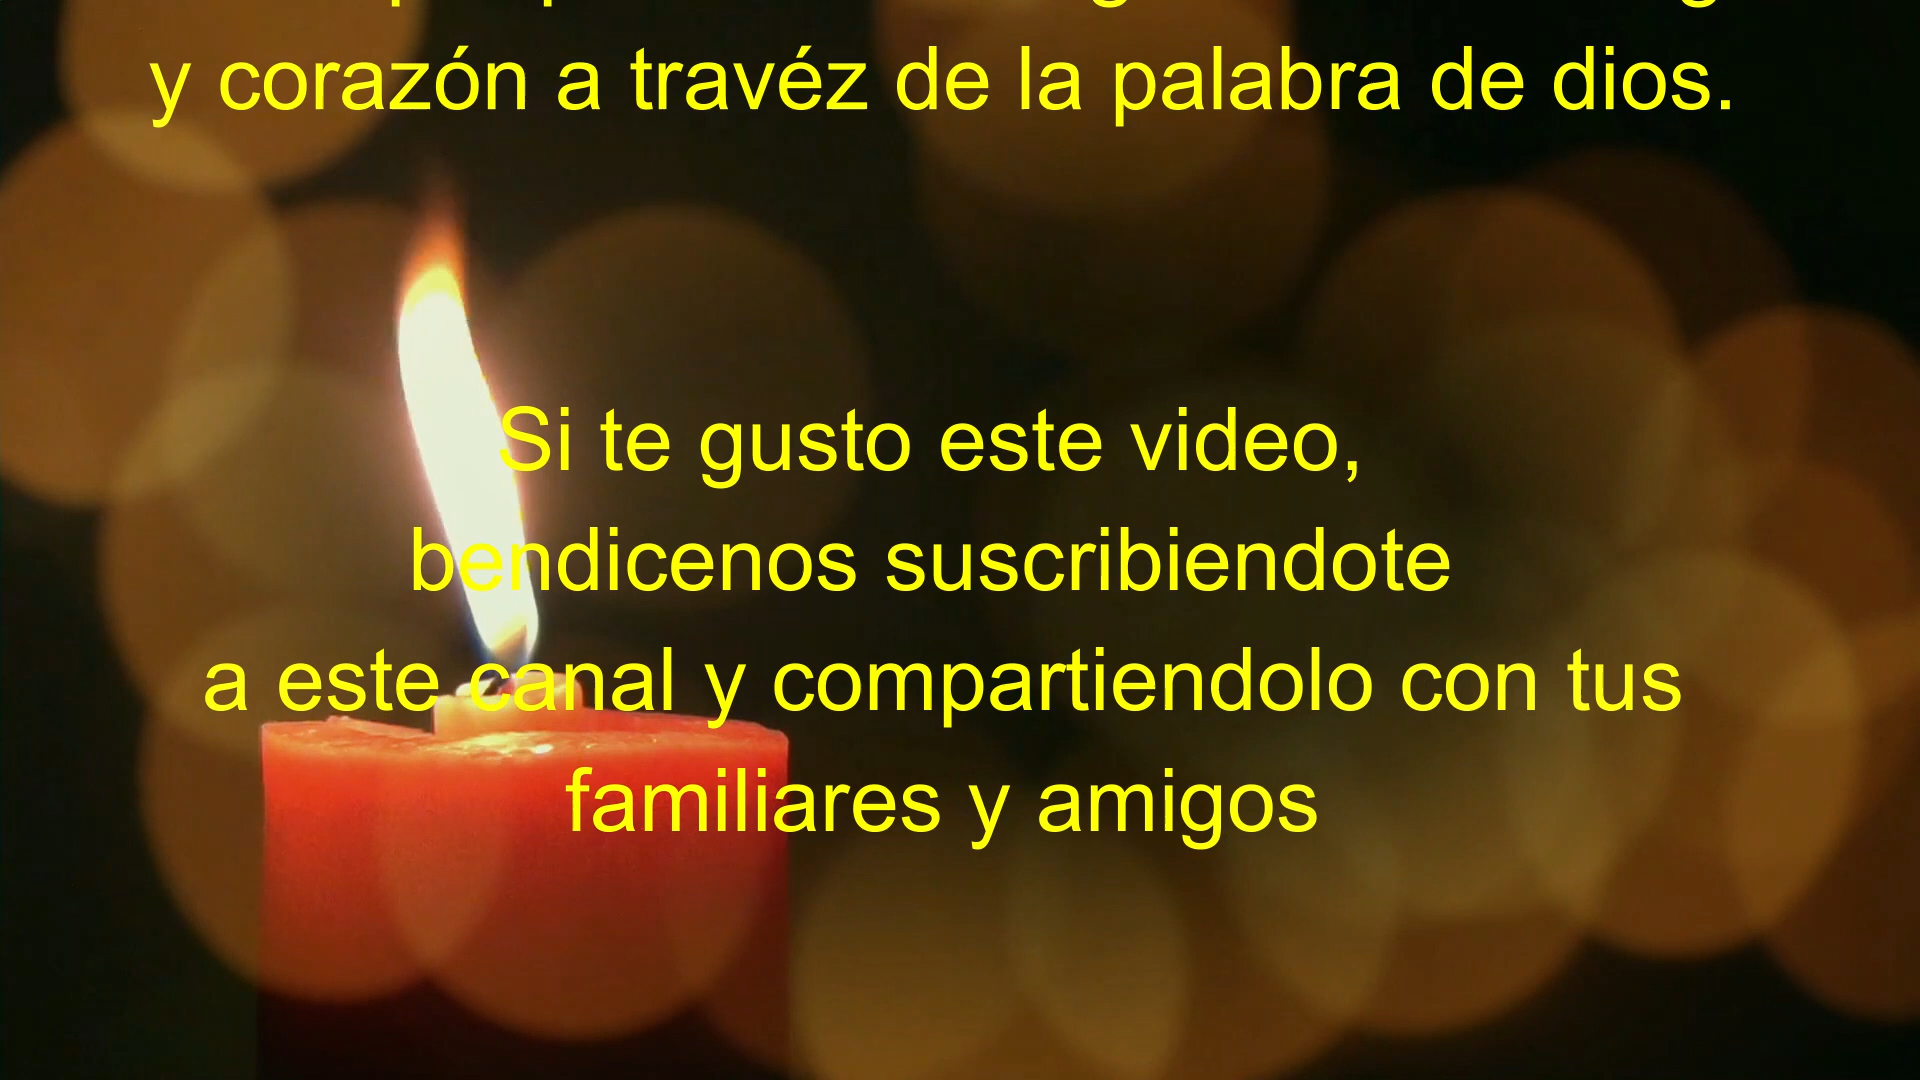 y corazón a travéz de la palabra de dios.
Si te gusto este video,
bendicenos suscribiendote
a este canal y compartiendolo con tus
familiares y amigos